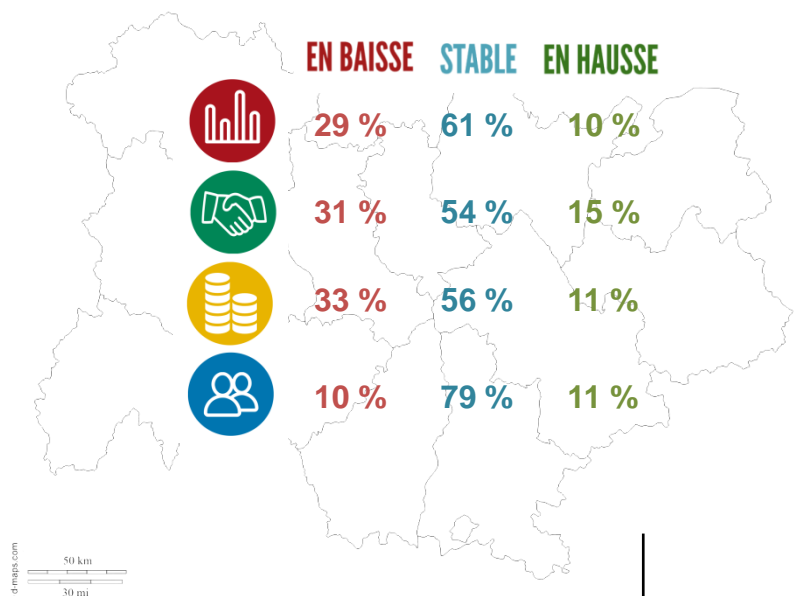 EN BAISSE STABLE EN HAUSSE
29 % 61 % 10 %
31 % 54 % 15 %
33 % 56 % 11 %
10 % 79 % 11 %
d-maps.com
50 km
30 mi